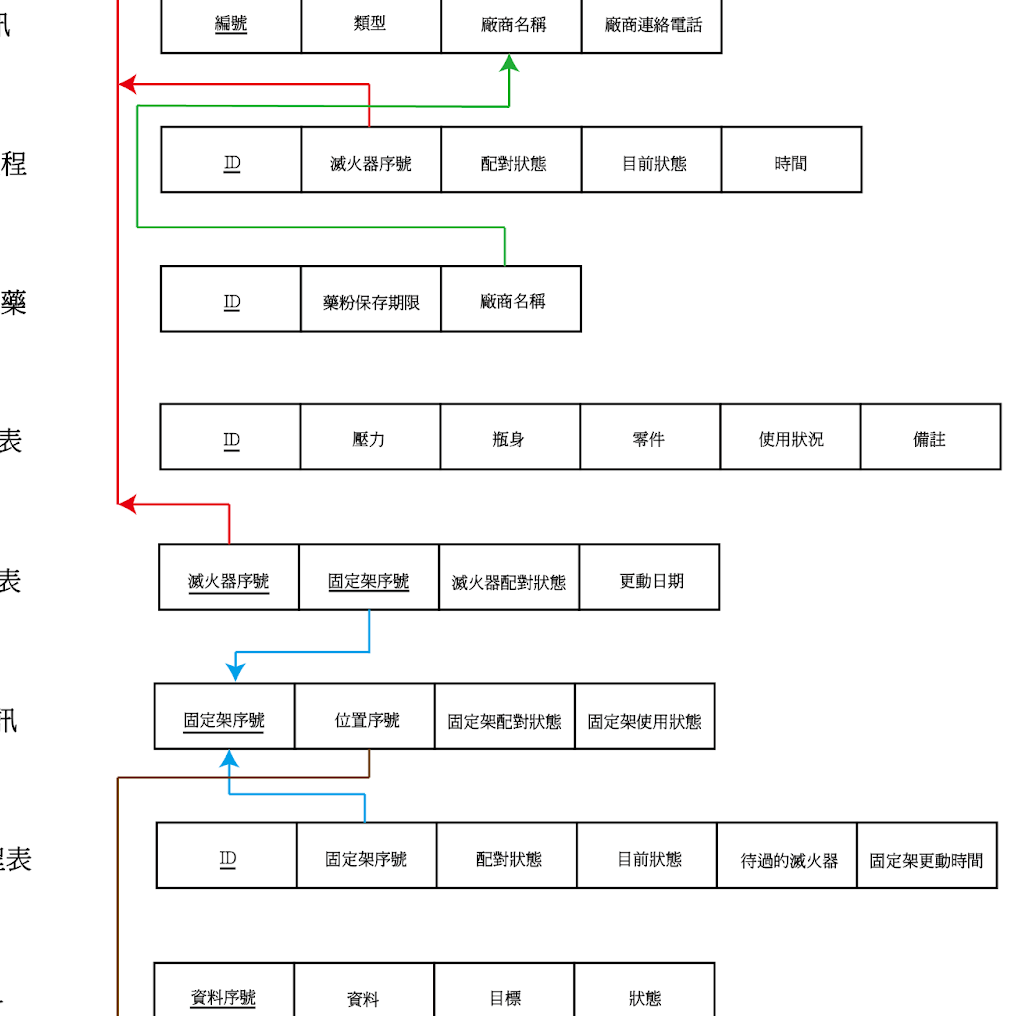 訊
編號 類型 廠商名稱 廠商連絡電話
程
ID 滅火器序號 配對狀態 目前狀態 時間
藥
ID 藥粉保存期限 廠商名稱
表
ID 壓力 瓶身 零件 使用狀況 備註
表
滅火器序號 固定架序號 滅火器配對狀態 更動日期
訊
固定架序號 位置序號 固定架配對狀態 固定架使用狀態
程表
ID 固定架序號 配對狀態 目前狀態 待過的滅火器 固定架更動時間
資料序號 資料 目標 狀態